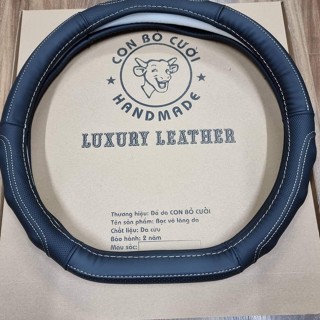 CON BÒ CƯỜI
HANDMADE
LUXURY LEATHER
Thương hiệu: Đồ da CON BÒ CƯỜI
Tên sản phẩm: Bọc vô lăng da
Chất liệu: Da cừu
Bảo hành: 2 năm
Màu sắc: